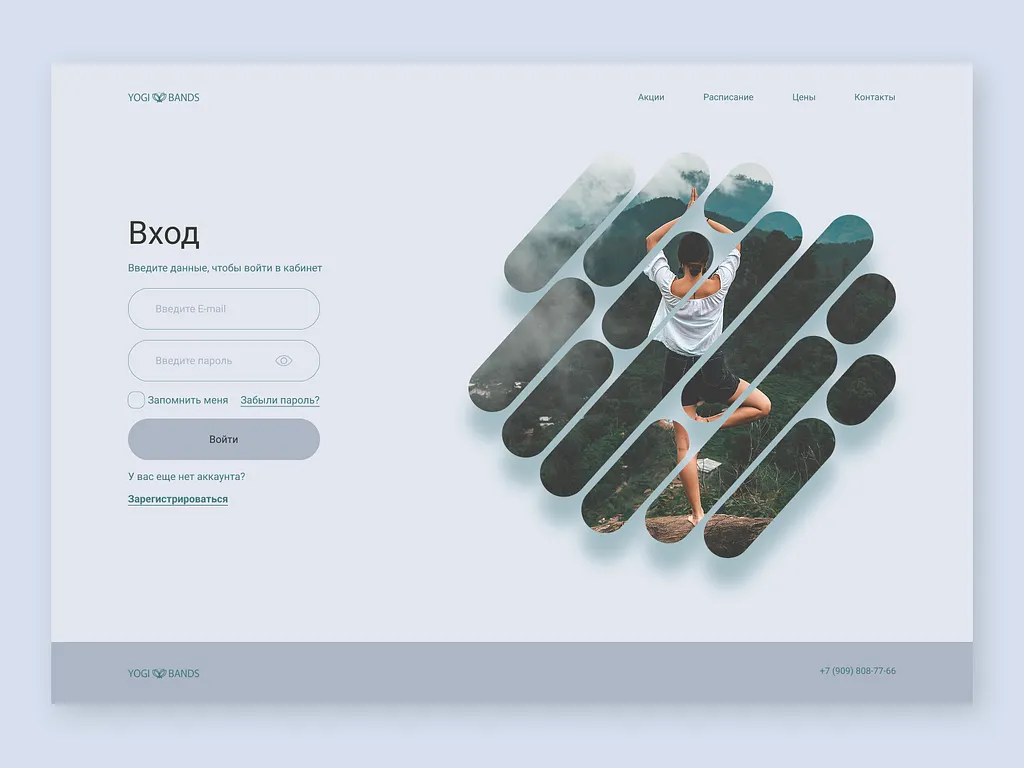 YOGI BANDS
Акции Расписание Цены Контакты
Вход
Введите данные, чтобы войти в кабинет
Введите E-mail
Введите пароль
Запомнить меня Забыли пароль?
Войти
У вас еще нет аккаунта?
Зарегистрироваться
YOGI BANDS
+7 (909) 808-77-66